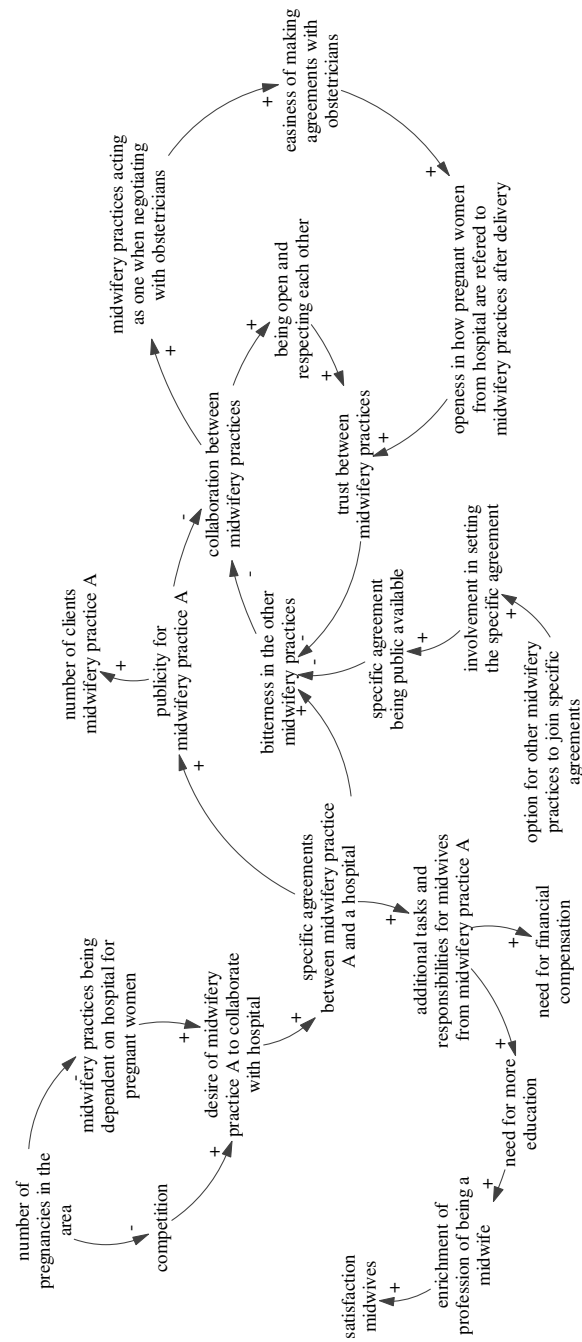 number of
pregnancies in the
area
-
midwifery practices being
dependent on hospital for
pregnant women
-
competition
+
+
desire of midwifery
practice A to collaborate
with hospital
+
specific agreements
between midwifery practice
A and a hospital
+
publicity for
midwifery practice A
+
number of clients
midwifery practice A
-
collaboration between
midwifery practices
+
midwifery practices acting
as one when negotiating
with obstetricians
+
easiness of making
agreements with
obstetricians
+
openess in how pregnant women
from hospital are refered to
midwifery practices after delivery
+
being open and
respecting each other
+
trust between
midwifery practices
+
-
bitterness in the other
midwifery practices
-
-
+
specific agreement
being public available
+
involvement in setting
the specific agreement
+
option for other midwifery
practices to join specific
agreements
+
additional tasks and
responsibilities for midwives
from midwifery practice A
+
need for financial
compensation
+
need for more
education
+
enrichment of
profession of being a
midwife
+
satisfaction
midwives